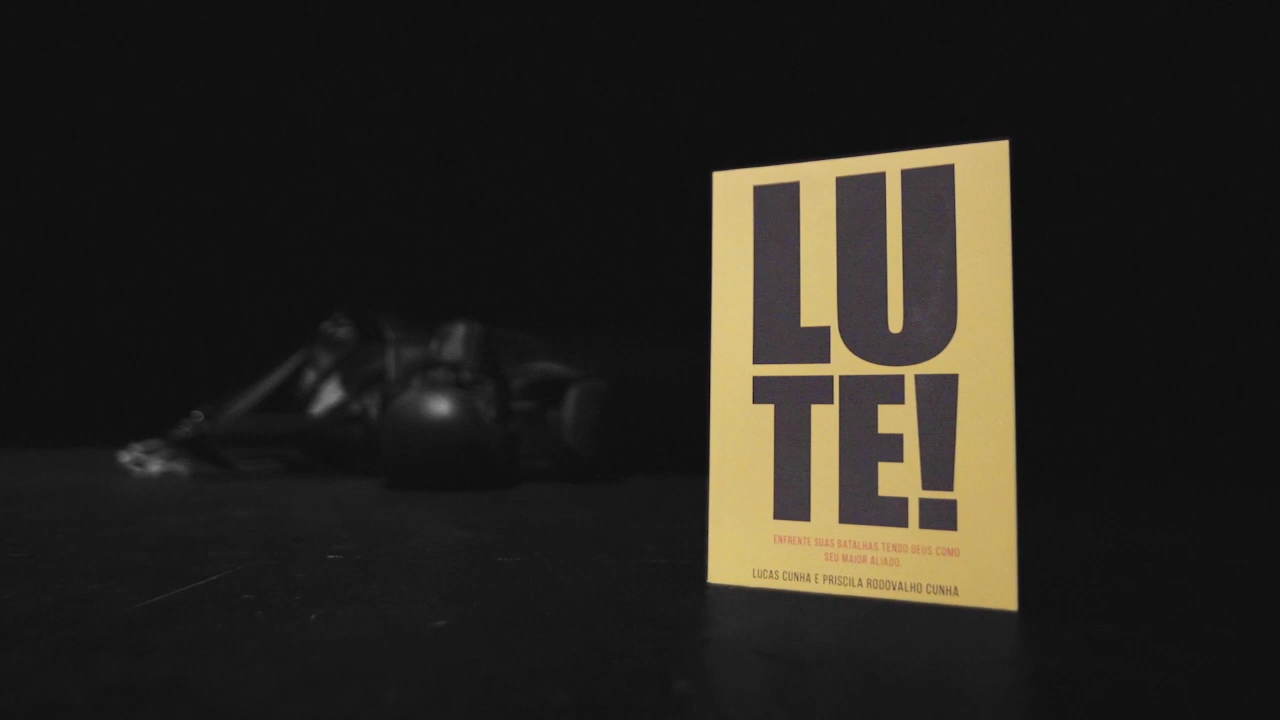 LU
TE!
ENFRENTE SUAS BATALHAS TENDO DEUS COMO
SEU MAIOR ALIADO.
LUCAS CUNHA E PRISCILA RODOVALHO CUNHA